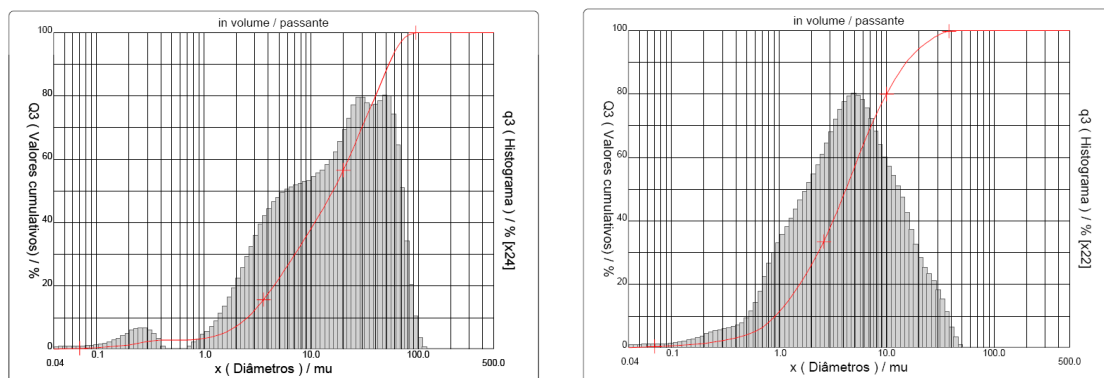 in volume / passante
100
80
60
40
20
0
Q3 ( Valores cumulativos) / %
q3 ( Histograma ) / % [x24]
0.04 0.1 1.0 10.0 100.0 500.0
x ( Diâmetros ) / mu
in volume / passante
100
80
60
40
20
0
Q3 ( Valores cumulativos) / %
q3 ( Histograma ) / % [x22]
0.04 0.1 1.0 10.0 100.0 500.0
x ( Diâmetros ) / mu